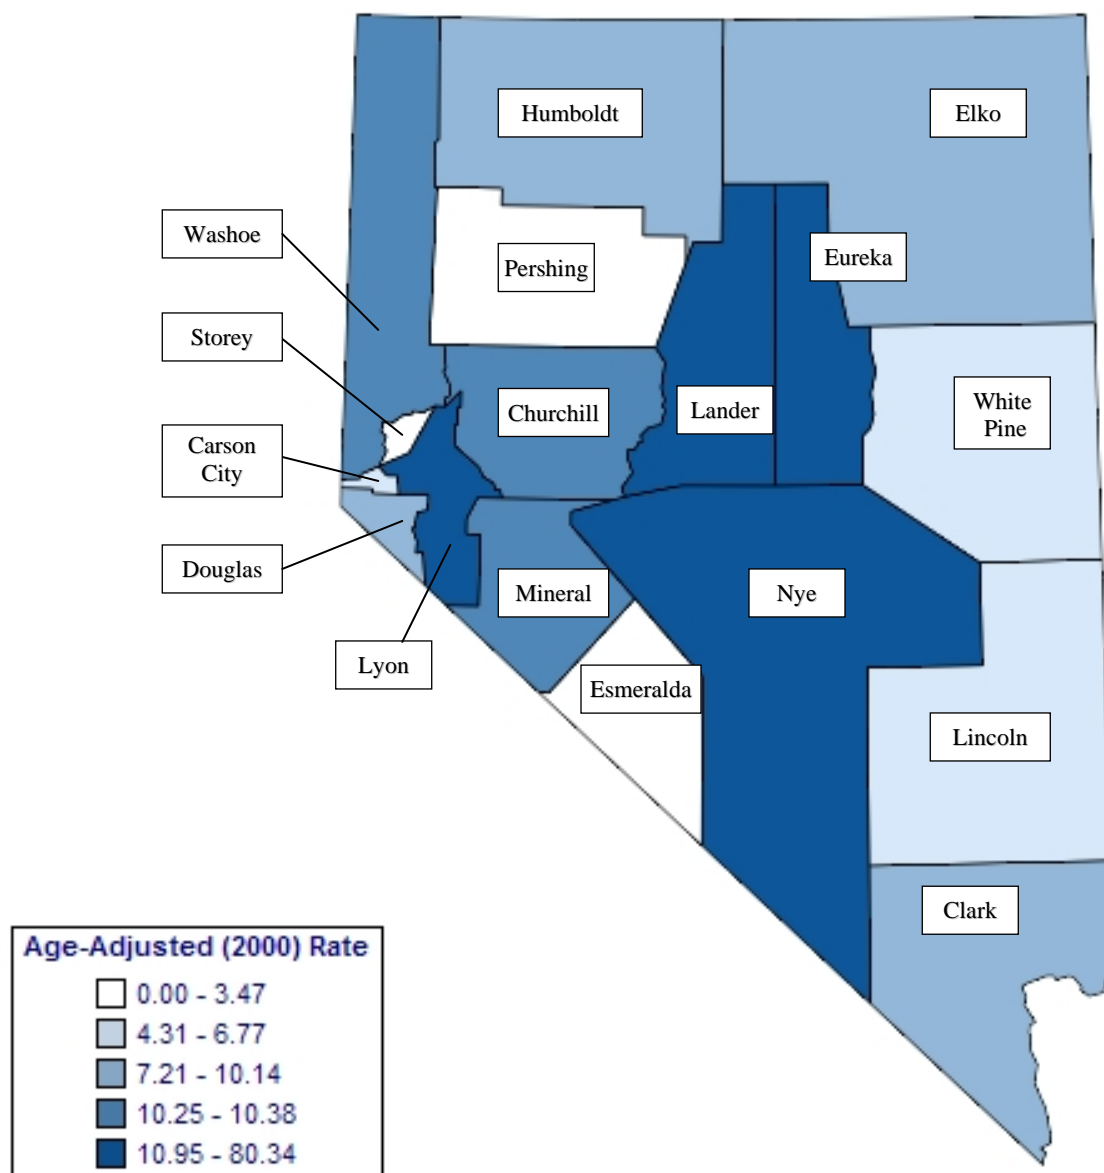 Humboldt
Elko
Washoe
Eureka
Pershing
Storey
Churchill
Lander
White
Pine
Carson
City
Douglas
Mineral
Nye
Lyon
Esmeralda
Lincoln
Clark
Age-Adjusted (2000) Rate
0.00 - 3.47
4.31 - 6.77
7.21 - 10.14
10.25 - 10.38
10.95 - 80.34